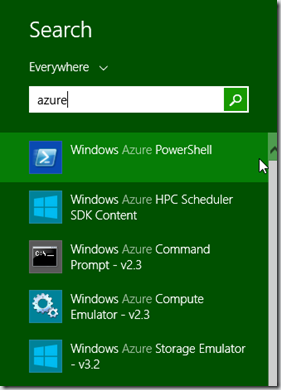 Search
Everywhere
azure
Windows Azure PowerShell
Windows Azure HPC Scheduler
SDK Content
C:\_
Windows Azure Command
Prompt - v2.3
Windows Azure Compute
Emulator - v2.3
Windows Azure Storage Emulator -
v3.2